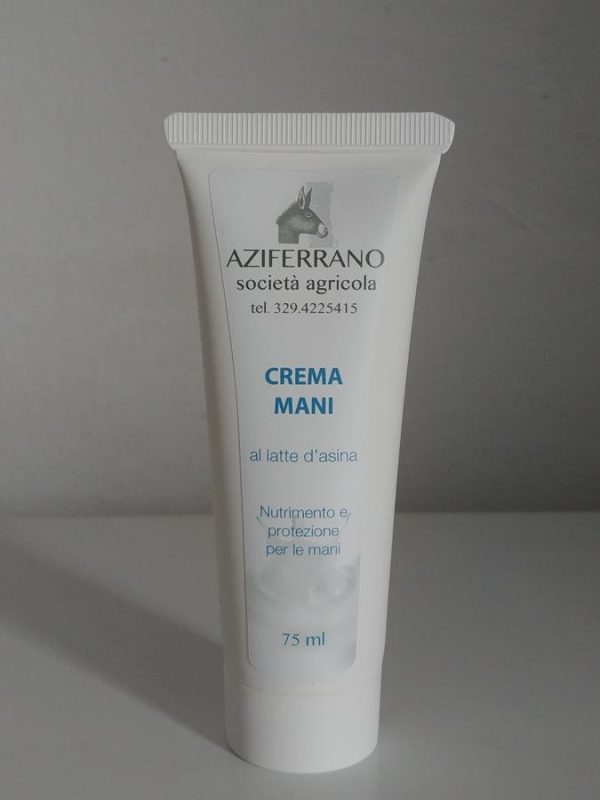 AZIFERRANO
società agricola
tel. 329.4225415
CREMA
MANI
al latte d'asina
Nutrimento e
protezione
per le mani
75 ml